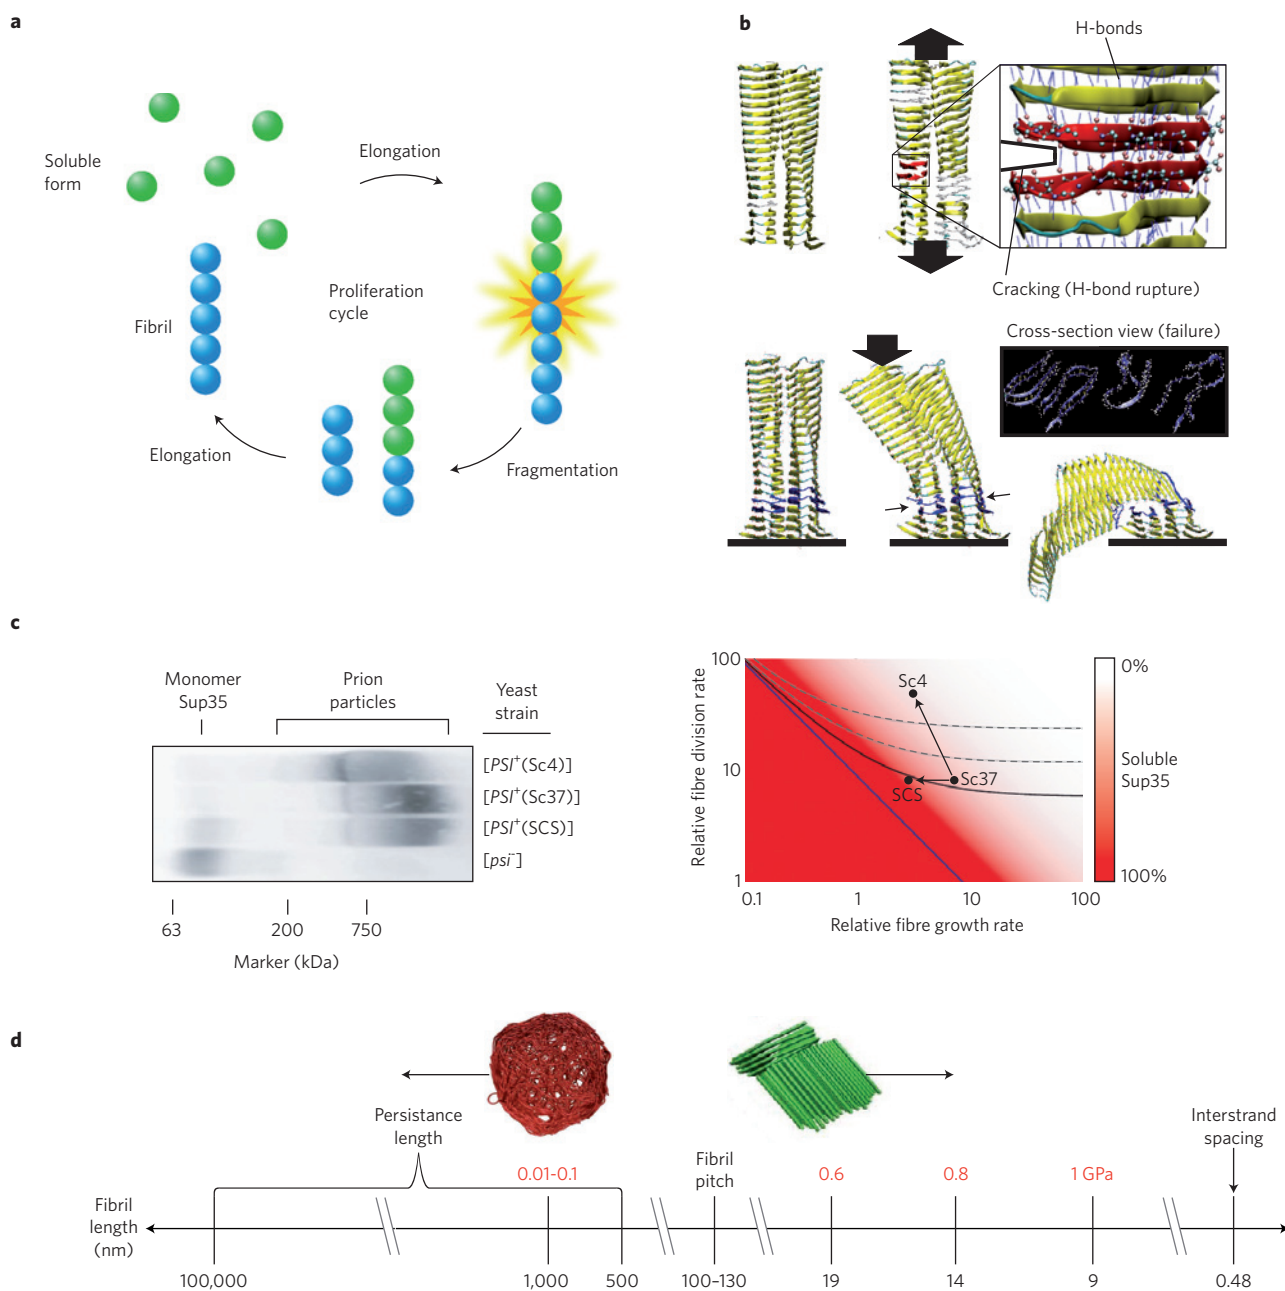 a
Soluble
form
Elongation
Fibril
Proliferation
cycle
Elongation
Fragmentation
b
H-bonds
Cracking (H-bond rupture)
Cross-section view (failure)
c
Monomer
Sup35
Prion
particles
Yeast
strain
[PSI+(Sc4)]
[PSI+(Sc37)]
[PSI+(SCS)]
[psi−]
63
200
750
Marker (kDa)
Relative fibre division rate
100
10
1
0.1
1
10
100
Relative fibre growth rate
Sc4
Sc37
SCS
0%
Soluble
Sup35
100%
d
Persistance
length
Fibril
pitch
Interstrand
spacing
0.01-0.1
0.6
0.8
1 GPa
Fibril
length
(nm)
100,000
1,000
500
100–130
19
14
9
0.48